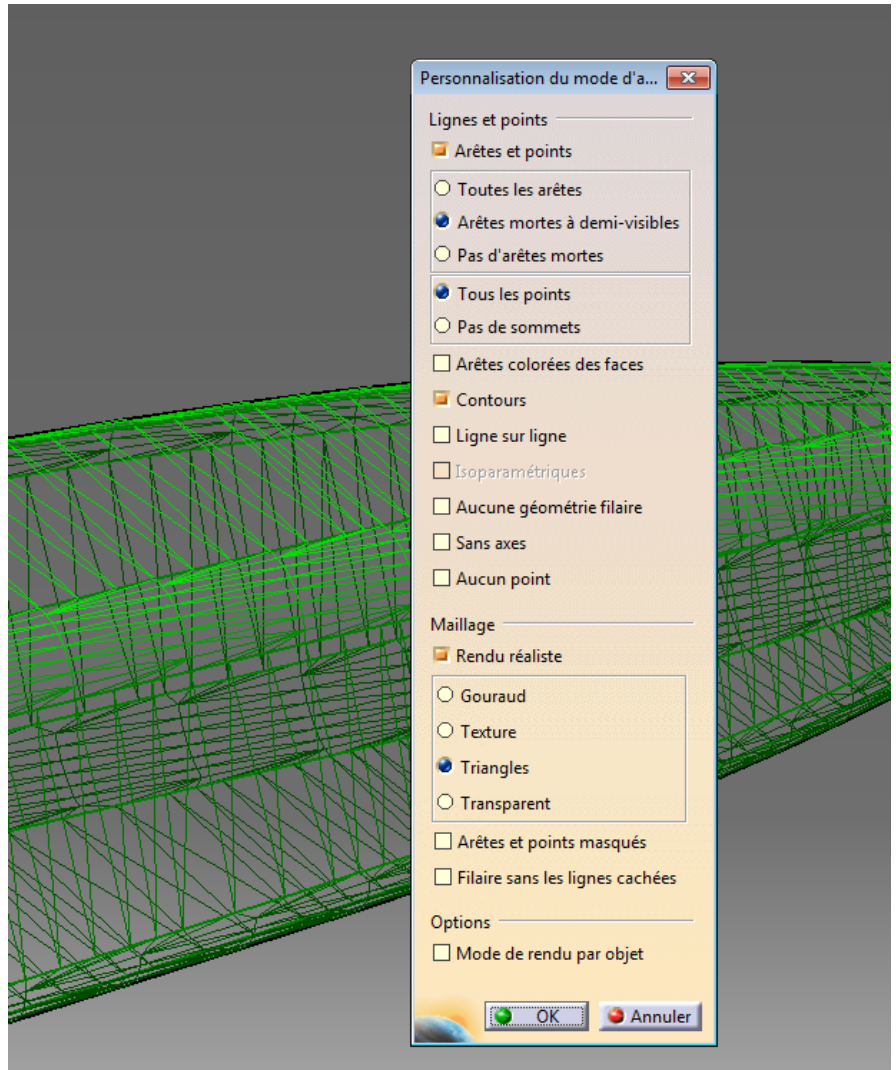 Personnalisation du mode d'a...
Lignes et points
Arêtes et points
Toutes les arêtes
Arêtes mortes à demi-visibles
Pas d'arêtes mortes
Tous les points
Pas de sommets
Arêtes colorées des faces
Contours
Ligne sur ligne
Isoparamétriques
Aucune géométrie filaire
Sans axes
Aucun point
Maillage
Rendu réaliste
Gouraud
Texture
Triangles
Transparent
Arêtes et points masqués
Filaire sans les lignes cachées
Options
Mode de rendu par objet
OK Annuler